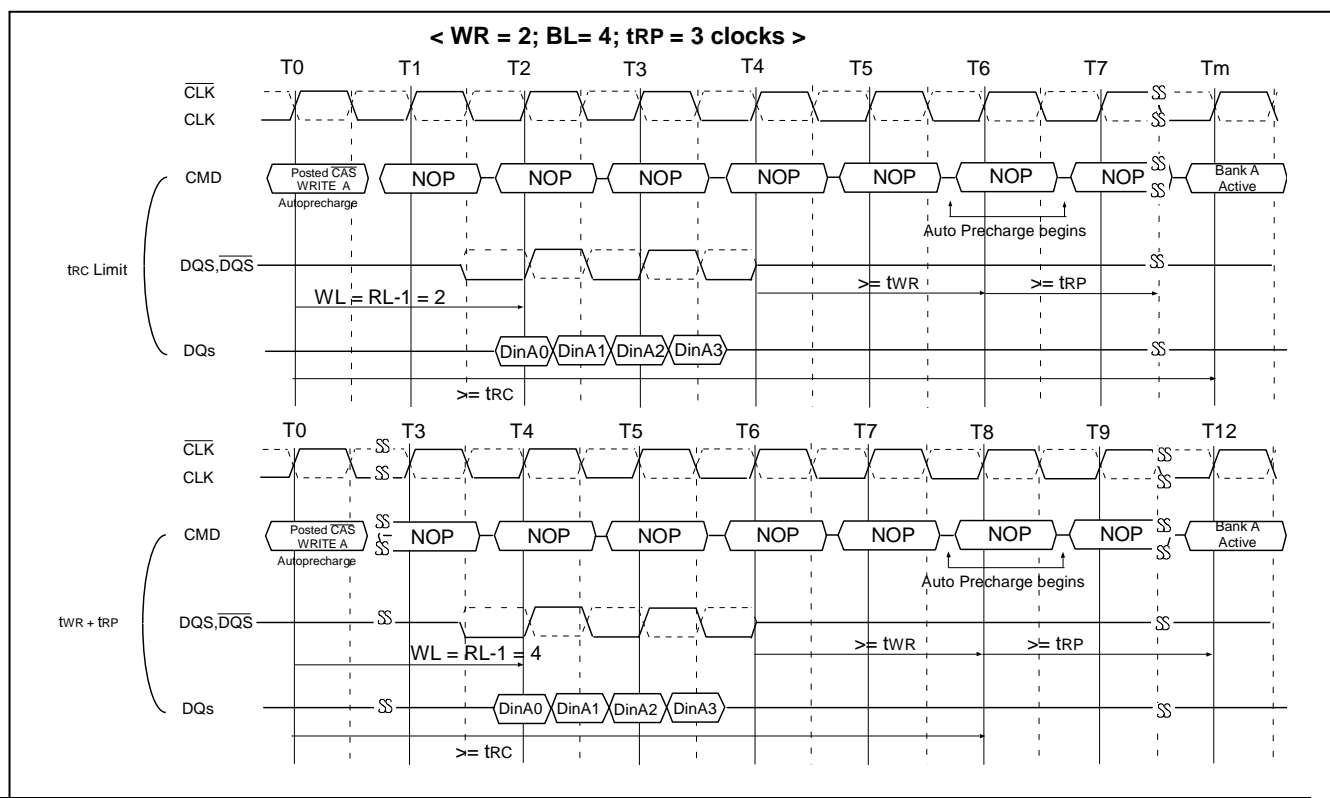 < WR = 2; BL= 4; tRP = 3 clocks >
T0 T1 T2 T3 T4 T5 T6 T7 Tm
CLK
CLK
CMD
Posted CAS
WRITE A
Autoprecharge
NOP NOP NOP NOP NOP NOP NOP
Bank A
Active
Auto Precharge begins
tRC Limit
DQS,DQS
WL = RL-1 = 2
>= tWR
>= tRP
DQs
DinA0 DinA1 DinA2 DinA3
>= tRC
T0 T3 T4 T5 T6 T7 T8 T9 T12
CLK
CLK
CMD
Posted CAS
WRITE A
Autoprecharge
NOP NOP NOP NOP NOP NOP NOP
Bank A
Active
Auto Precharge begins
tWR + tRP
DQS,DQS
WL = RL-1 = 4
>= tWR
>= tRP
DQs
DinA0 DinA1 DinA2 DinA3
>= tRC